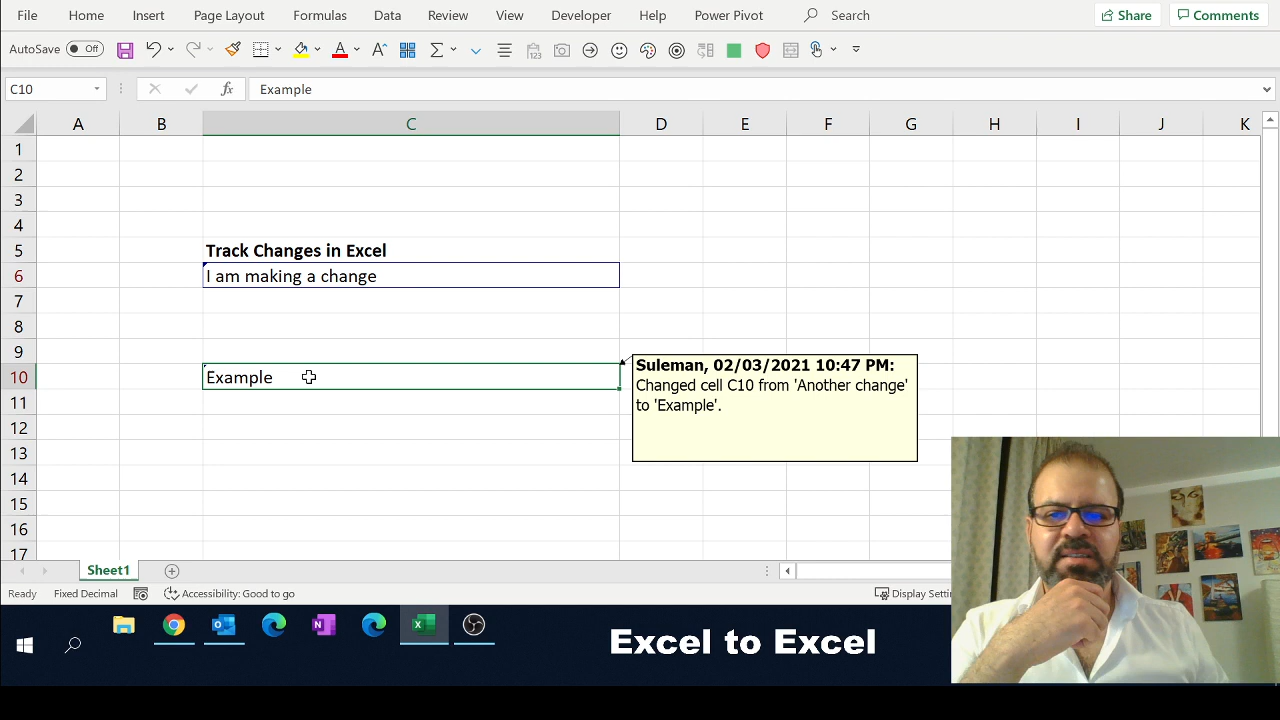 File Home Insert Page Layout Formulas Data Review View Developer Help Power Pivot Search Share Comments
AutoSave Off
C10 fx Example
A B C D E F G H I J K
1
2
3
4
5 Track Changes in Excel
6 I am making a change
7
8
9
10 Example
Suleman, 02/03/2021 10:47 PM:
Changed cell C10 from 'Another change'
to 'Example'.
11
12
13
14
15
16
17
Sheet1
Ready Fixed Decimal Accessibility: Good to go Display
Excel to Excel